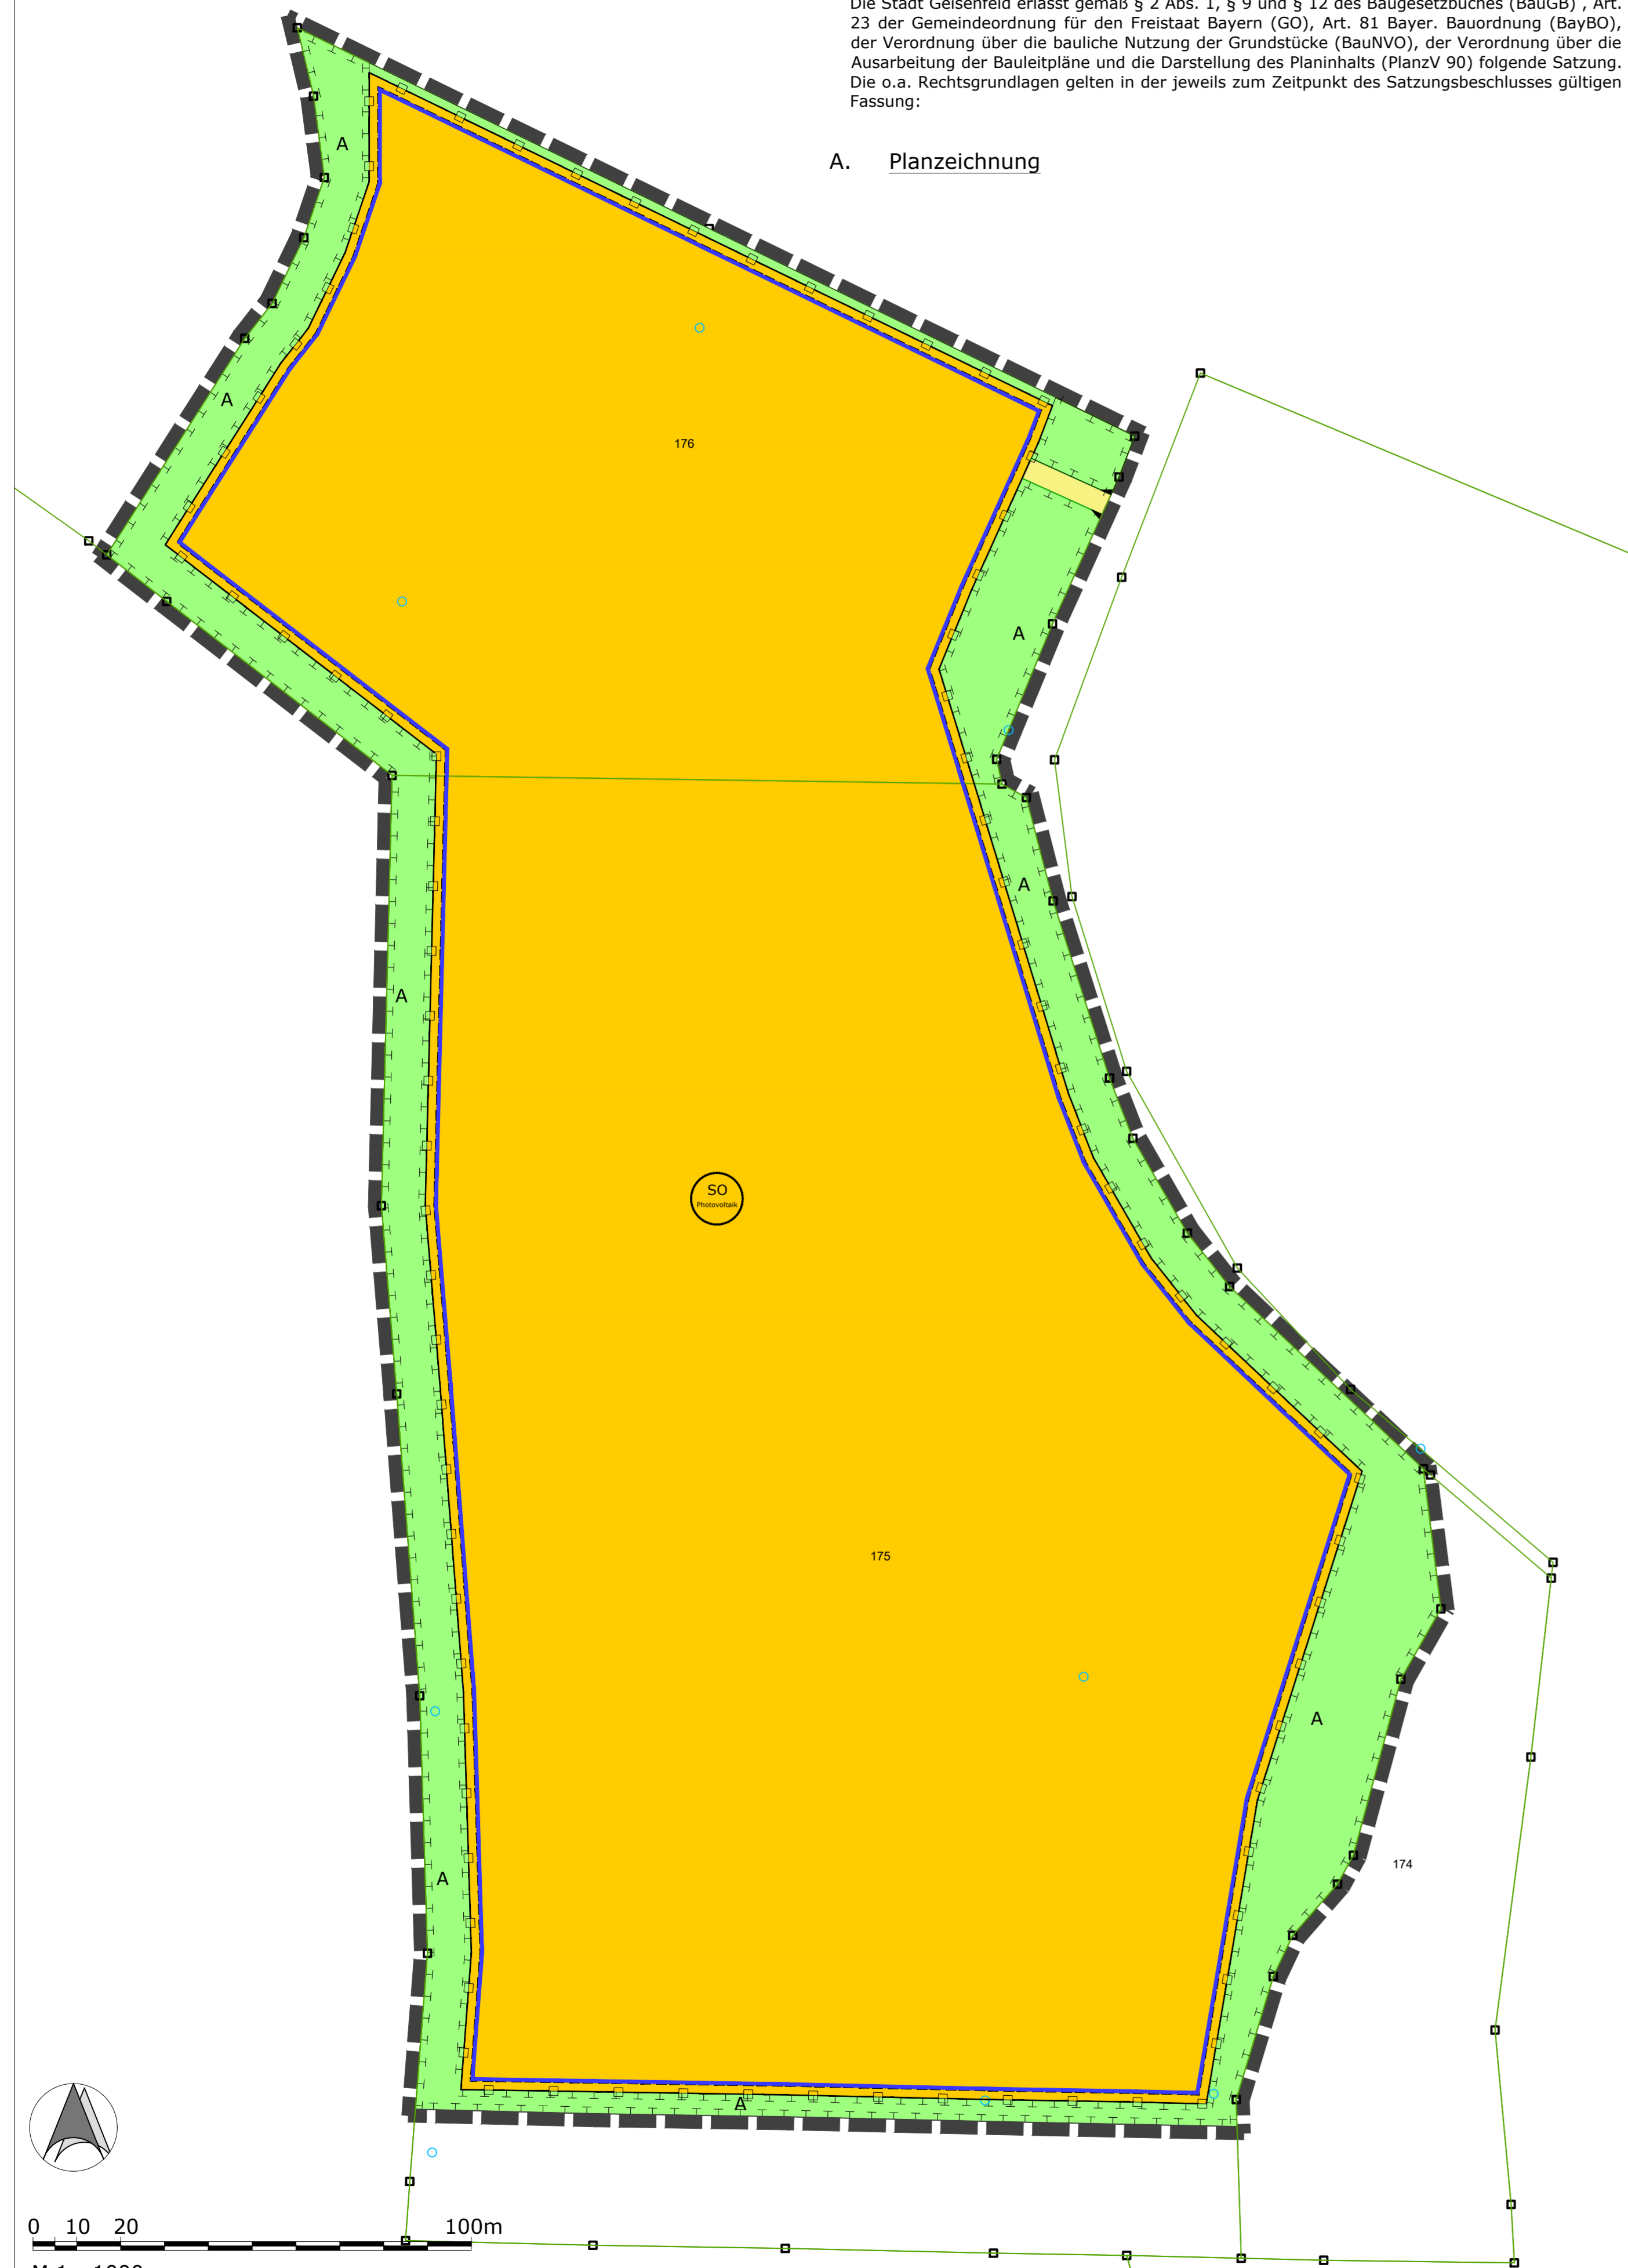 Die Stadt Geisenfeld erlässt gemäß § 2 Abs. 1, § 9 und § 12 des Baugesetzbuches (BauGB) , Art.
23 der Gemeindeordnung für den Freistaat Bayern (GO), Art. 81 Bayer. Bauordnung (BayBO),
der Verordnung über die bauliche Nutzung der Grundstücke (BauNVO), der Verordnung über die
Ausarbeitung der Bauleitpläne und die Darstellung des Planinhalts (PlanzV 90) folgende Satzung.
Die o.a. Rechtsgrundlagen gelten in der jeweils zum Zeitpunkt des Satzungsbeschlusses gültigen
Fassung:
A. Planzeichnung
A
A
176
A
A
A
SO
Photovoltaik
175
A
174
A
A
0 10 20 100m